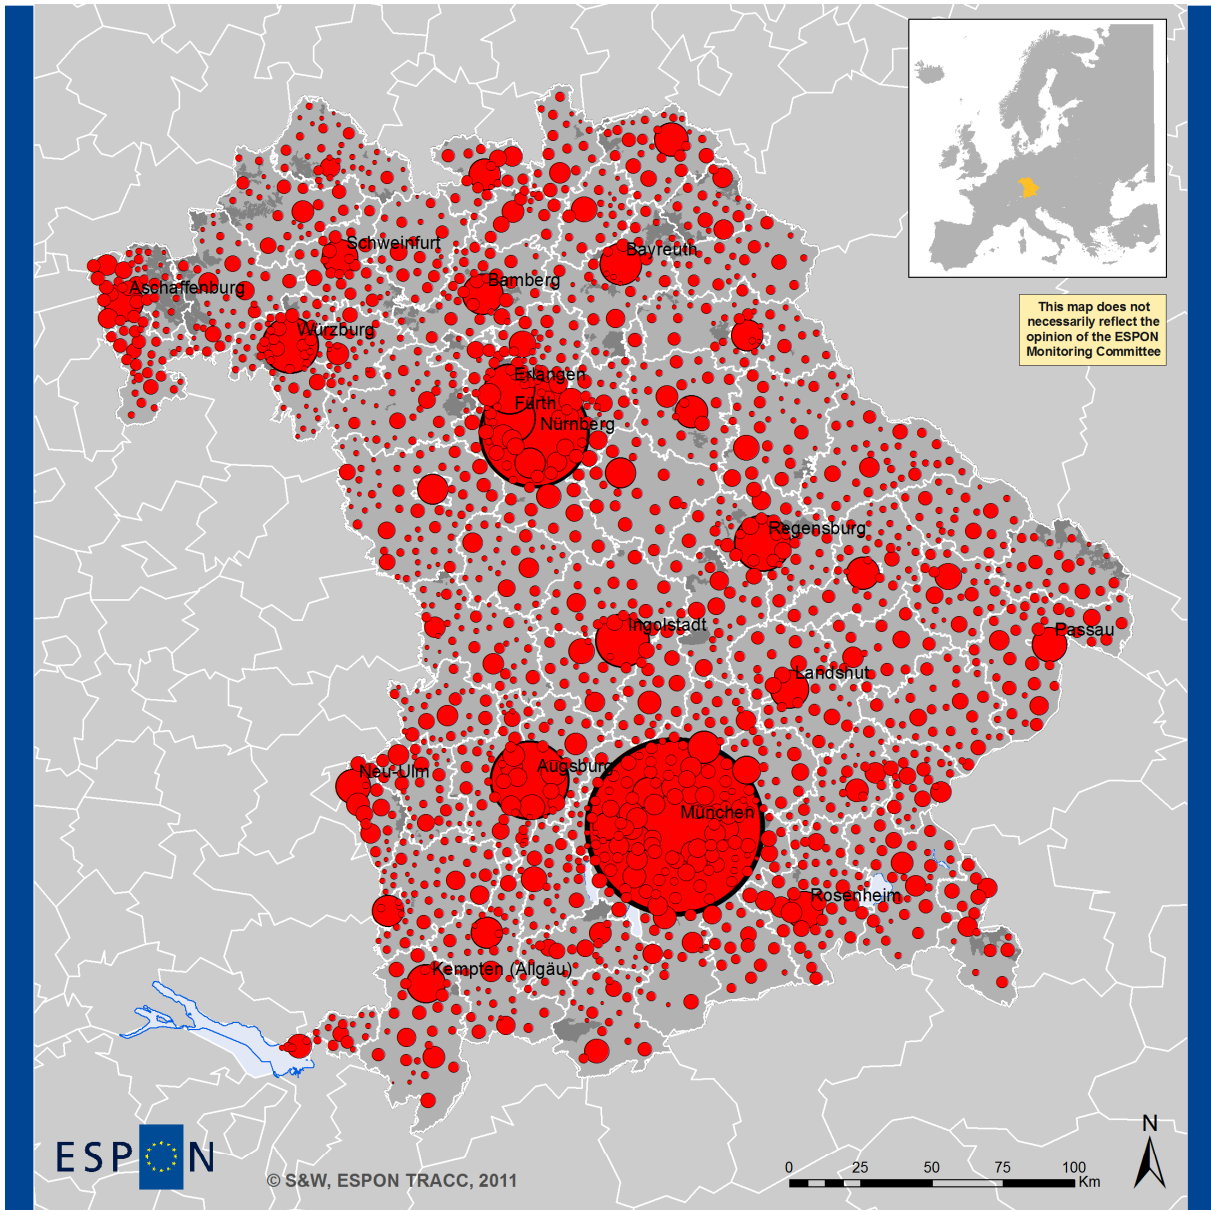 This map does not
necessarily reflect the
opinion of the ESPON
Monitoring Committee
Schweinfurt
Bayreuth
Aschaffenburg
Bamberg
Würzburg
Erlangen
Fürth
Nürnberg
Regensburg
Ingolstadt
Passau
Landshut
Neu-Ulm
Augsburg
München
Rosenheim
Kempten (Allgäu)
ESPON
© S&W, ESPON TRACC, 2011
N
0 25 50 75 100
Km